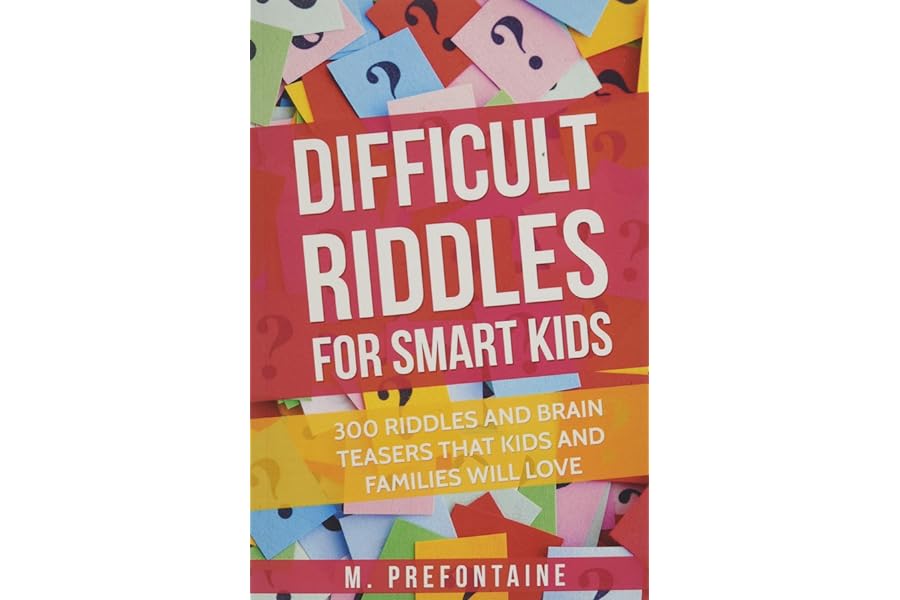 DIFFICULT
RIDDLES
FOR SMART KIDS
300 RIDDLES AND BRAIN
TEASERS THAT KIDS AND
FAMILIES WILL LOVE
M. PREFONTAINE